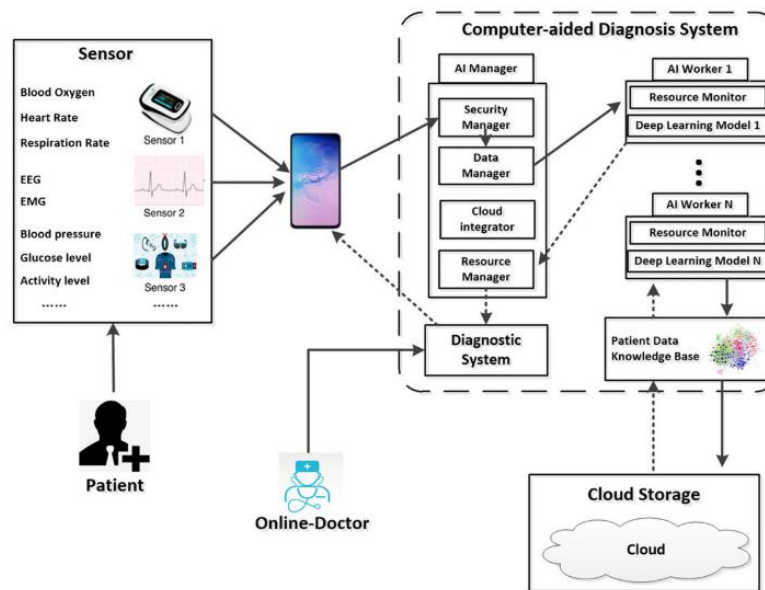 Sensor
Blood Oxygen
Heart Rate
Respiration Rate
Sensor 1
EEG
EMG
Sensor 2
Blood pressure
Glucose level
Activity level
Sensor 3
......
......
Patient
Online-Doctor
Computer-aided Diagnosis System
AI Manager
Security
Manager
Data
Manager
Cloud
integrator
Resource
Manager
Diagnostic
System
AI Worker 1
Resource Monitor
Deep Learning Model 1
AI Worker N
Resource Monitor
Deep Learning Model N
Patient Data
Knowledge Base
Cloud Storage
Cloud